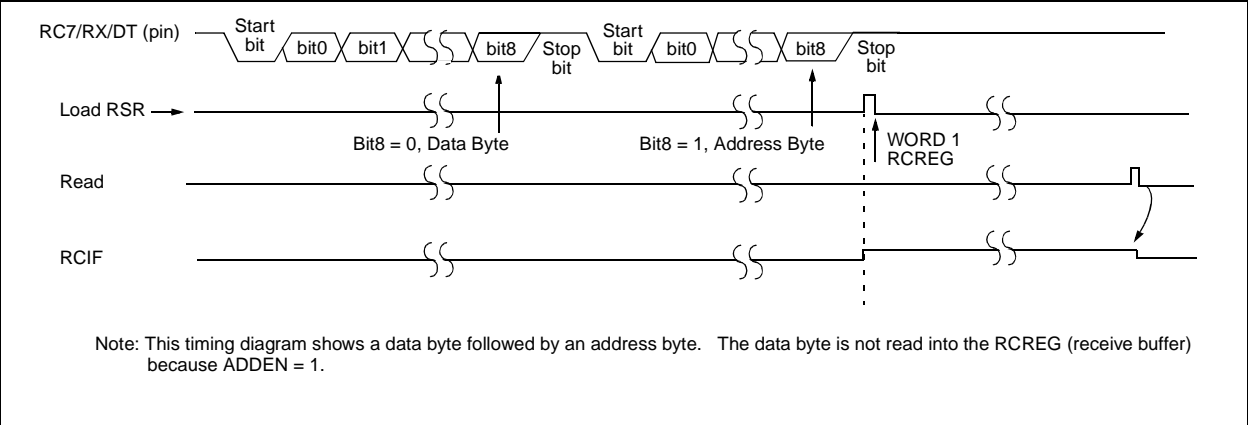 RC7/RX/DT (pin)
Start bit
bit0
bit1
bit8
Stop bit
Start bit
bit0
bit8
Stop bit
Load RSR
Bit8 = 0, Data Byte
Bit8 = 1, Address Byte
WORD 1
RCREG
Read
RCIF
Note: This timing diagram shows a data byte followed by an address byte. The data byte is not read into the RCREG (receive buffer)
because ADDEN = 1.